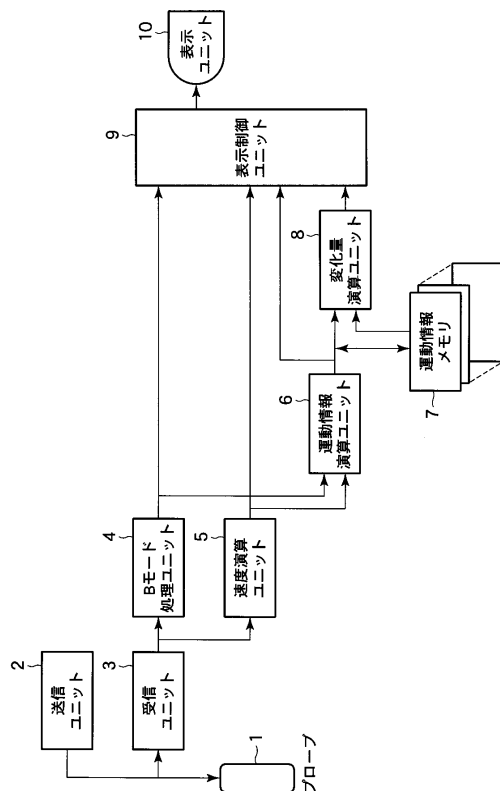 1
プローブ
2
送信
ユニット
3
受信
ユニット
4
Bモード
処理ユニット
5
速度演算
ユニット
6
運動情報
演算ユニット
7
運動情報
メモリ
8
変化量
演算ユニット
9
表示制御
ユニット
10
表示
ユニット